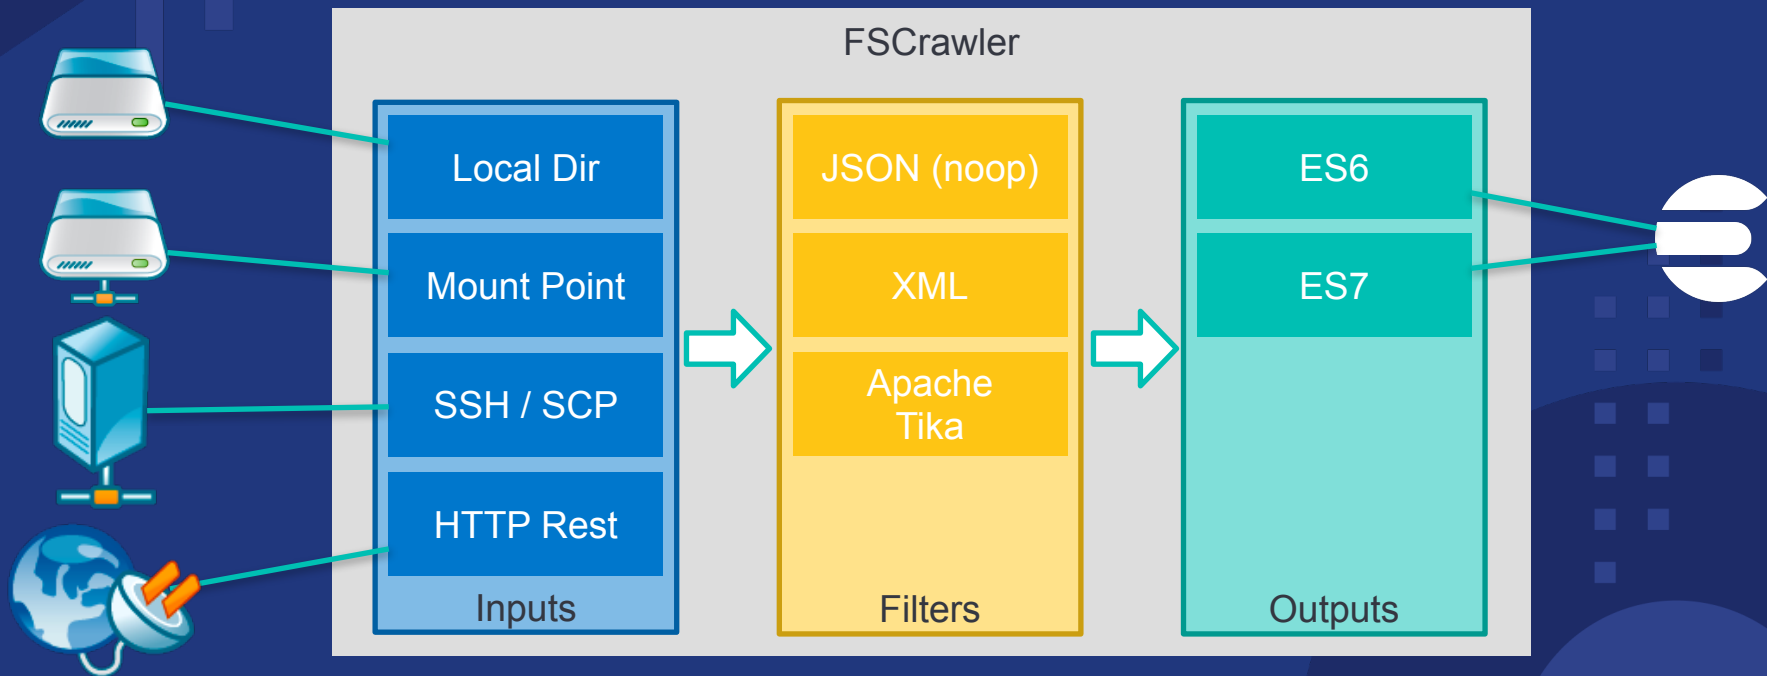 FSCrawler
Local Dir
Mount Point
SSH / SCP
HTTP Rest
Inputs
JSON (noop)
XML
Apache
Tika
Filters
ES6
ES7
Outputs